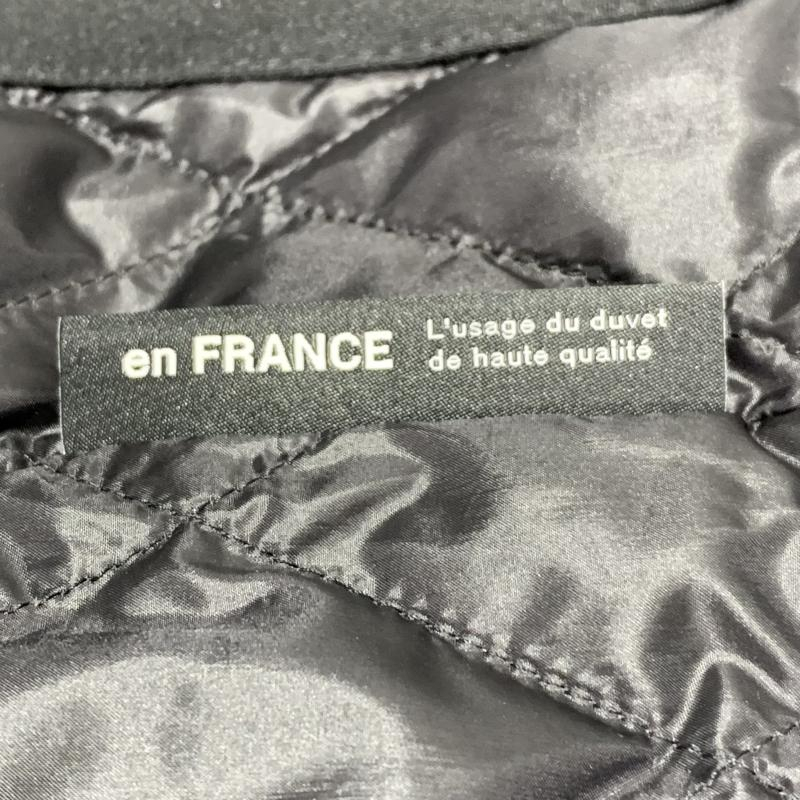 en FRANCE
L'usage du duvet
de haute qualité